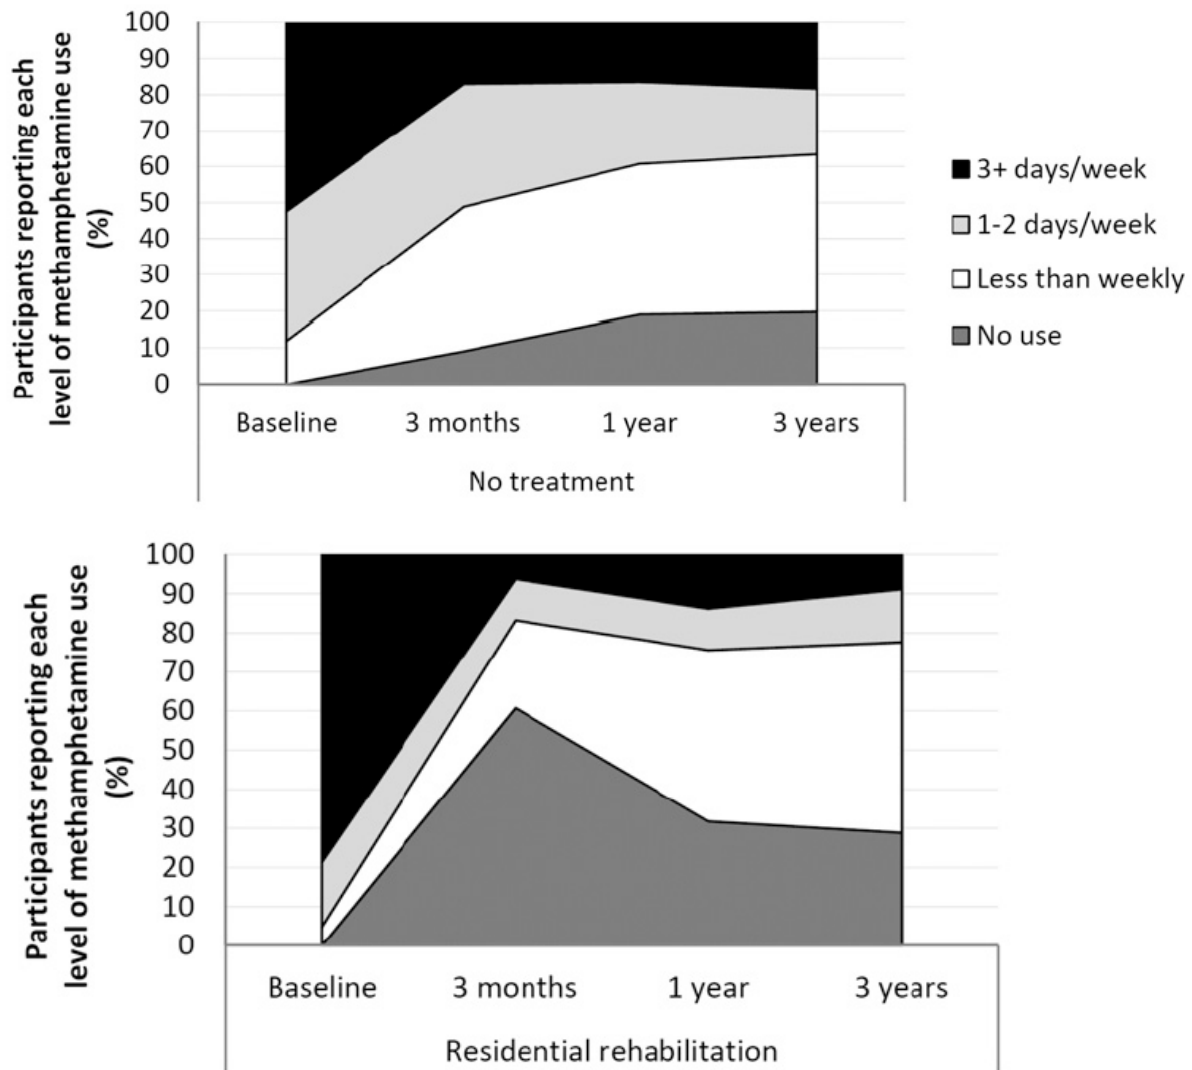 Participants reporting each
level of methamphetamine use
(%)
100
90
80
70
60
50
40
30
20
10
0
Baseline 3 months 1 year 3 years
No treatment
3+ days/week
1-2 days/week
Less than weekly
No use
Participants reporting each
level of methamphetamine use
(%)
100
90
80
70
60
50
40
30
20
10
0
Baseline 3 months 1 year 3 years
Residential rehabilitation